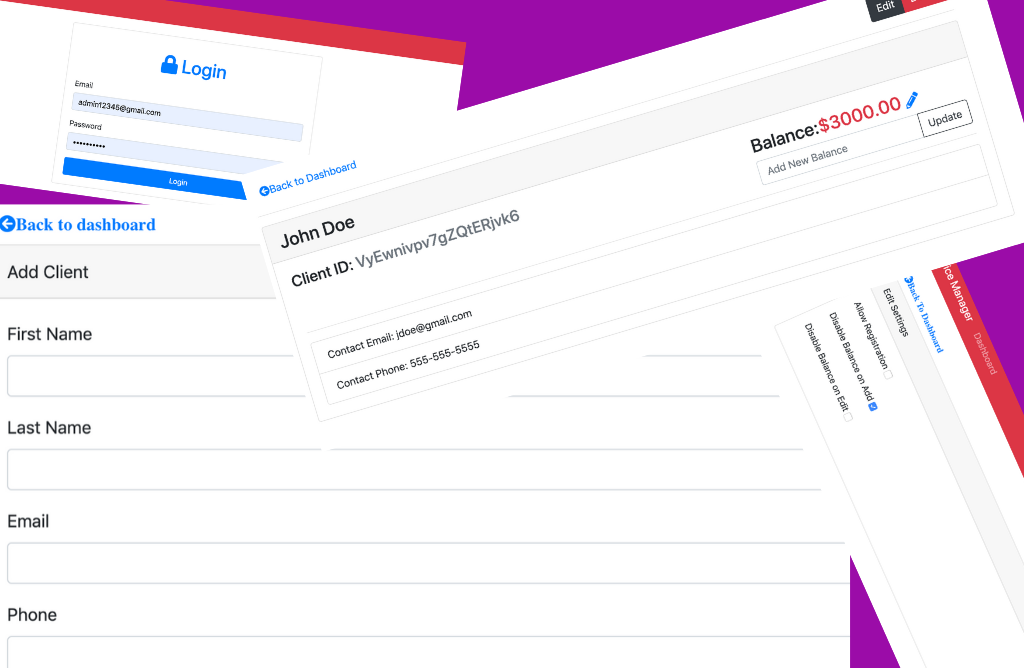 Login
Email
admin12345@gmail.com
Password
••••••••••
Login
Edit
Back to Dashboard
John Doe
Client ID: VyEwnivpv7gZQtERjvk6
Balance:$3000.00
Add New Balance
Update
Contact Email: jdoe@gmail.com
Contact Phone: 555-555-5555
Back to dashboard
Add Client
First Name
Last Name
Email
Phone
Manager
Dashboard
Back To Dashboard
Edit Settings
Allow Registration
Disable Balance on Add
Disable Balance on Edit